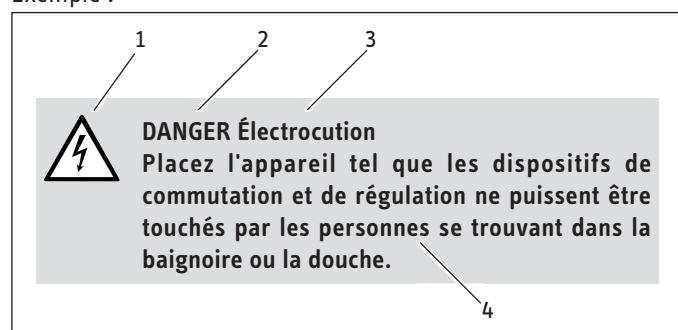 1 2 3
DANGER Électrocution
Placez l'appareil tel que les dispositifs de
commutation et de régulation ne puissent être
touchés par les personnes se trouvant dans la
baignoire ou la douche.
4